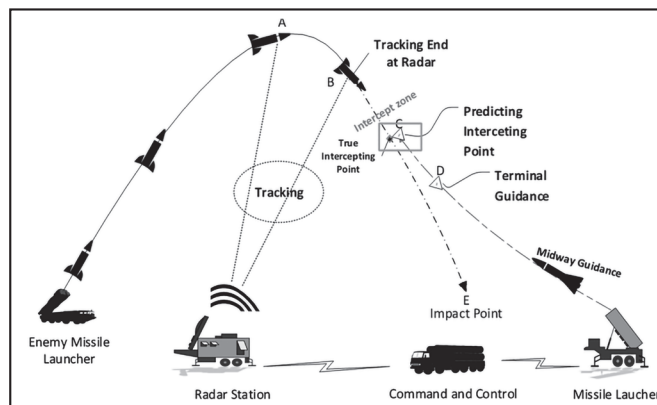 A
Tracking End
at Radar
B
Intercept zone
C
Predicting
Interceting
Point
True
Intercepting
Point
D
Terminal
Guidance
Tracking
Midway Guidance
E
Impact Point
Enemy Missile
Launcher
Radar Station
Command and Control
Missile Laucher